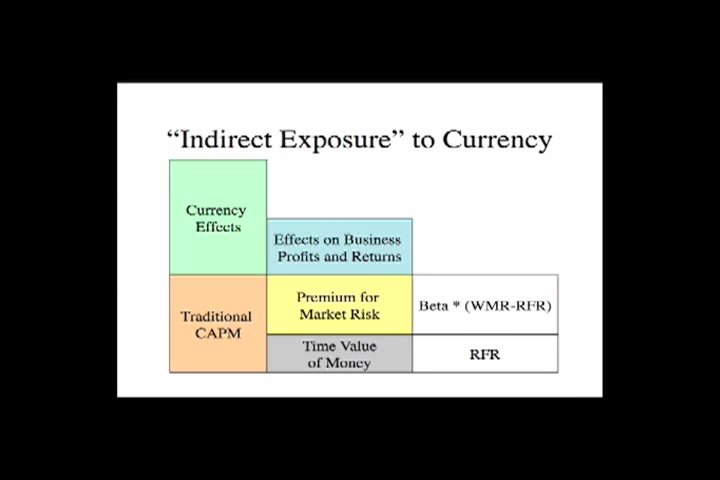 “Indirect Exposure” to Currency
Currency
Effects
Effects on Business
Profits and Returns
Traditional
CAPM
Premium for
Market Risk
Beta * (WMR-RFR)
Time Value
of Money
RFR